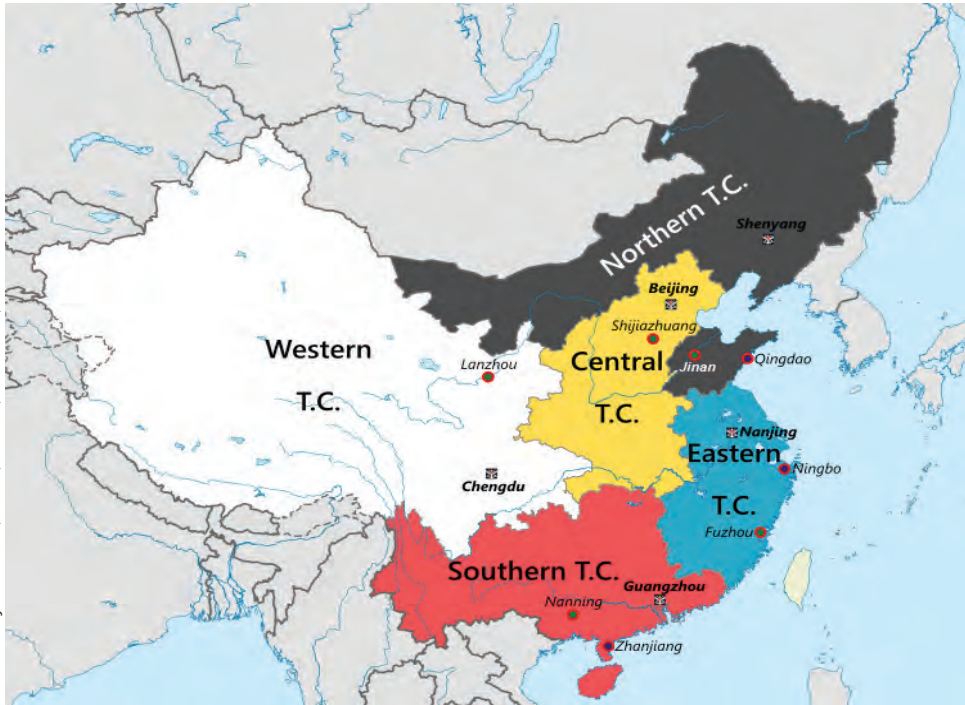 Northern T.C.
Shenyang
Beijing
Shijiazhuang
Western
T.C.
Lanzhou
Central
T.C.
Jinan
Qingdao
Nanjing
Eastern
T.C.
Ningbo
Chengdu
Fuzhou
Southern T.C.
Guangzhou
Nanning
Zhanjiang